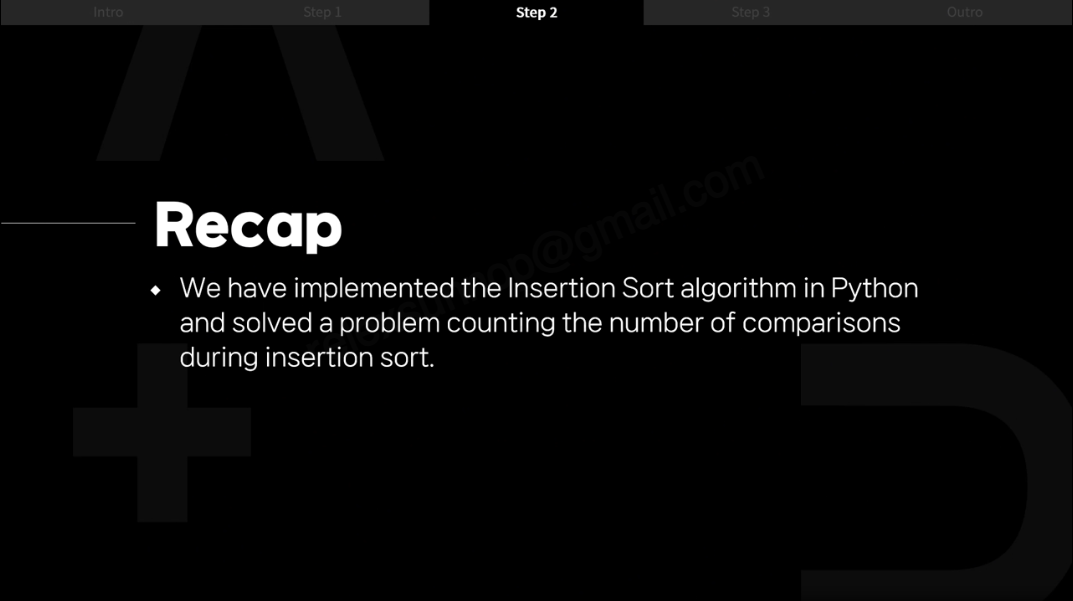 Intro Step 1 Step 2 Step 3 Outro
Recap
◆ We have implemented the Insertion Sort algorithm in Python
and solved a problem counting the number of comparisons
during insertion sort.
@gmail.com